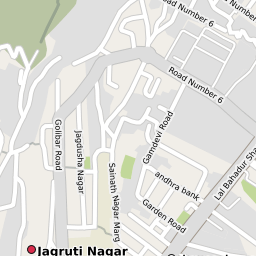 Road Number 6
Road Number 6
Golibar Road
Jagdusha Nagar
Sainath Nagar Marg
Gamdevi Road
andhra bank
Garden Road
Lal Bahadur Sha
Jagruti Nagar